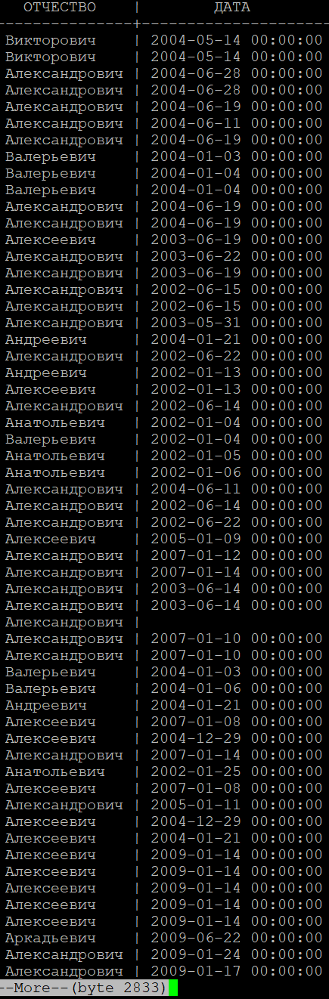 ОТЧЕСТВО | ДАТА
--------------+--------------------
Викторович | 2004-05-14 00:00:00
Викторович | 2004-05-14 00:00:00
Александрович | 2004-06-28 00:00:00
Александрович | 2004-06-28 00:00:00
Александрович | 2004-06-19 00:00:00
Александрович | 2004-06-11 00:00:00
Александрович | 2004-06-19 00:00:00
Валерьевич | 2004-01-03 00:00:00
Валерьевич | 2004-01-04 00:00:00
Валерьевич | 2004-01-04 00:00:00
Александрович | 2004-06-19 00:00:00
Александрович | 2004-06-19 00:00:00
Алексеевич | 2003-06-19 00:00:00
Александрович | 2003-06-22 00:00:00
Александрович | 2003-06-19 00:00:00
Александрович | 2002-06-15 00:00:00
Александрович | 2002-06-15 00:00:00
Александрович | 2003-05-31 00:00:00
Андреевич | 2004-01-21 00:00:00
Александрович | 2002-06-22 00:00:00
Андреевич | 2002-01-13 00:00:00
Алексеевич | 2002-01-13 00:00:00
Александрович | 2002-06-14 00:00:00
Анатольевич | 2002-01-04 00:00:00
Валерьевич | 2002-01-04 00:00:00
Анатольевич | 2002-01-05 00:00:00
Анатольевич | 2002-01-06 00:00:00
Александрович | 2004-06-11 00:00:00
Александрович | 2002-06-14 00:00:00
Александрович | 2002-06-22 00:00:00
Алексеевич | 2005-01-09 00:00:00
Александрович | 2007-01-12 00:00:00
Александрович | 2007-01-14 00:00:00
Александрович | 2003-06-14 00:00:00
Александрович | 2003-06-14 00:00:00
Александрович |
Александрович | 2007-01-10 00:00:00
Александрович | 2007-01-10 00:00:00
Валерьевич | 2004-01-03 00:00:00
Валерьевич | 2004-01-06 00:00:00
Андреевич | 2004-01-21 00:00:00
Алексеевич | 2007-01-08 00:00:00
Алексеевич | 2004-12-29 00:00:00
Александрович | 2007-01-14 00:00:00
Анатольевич | 2002-01-25 00:00:00
Алексеевич | 2007-01-08 00:00:00
Александрович | 2005-01-11 00:00:00
Алексеевич | 2004-12-29 00:00:00
Алексеевич | 2004-01-21 00:00:00
Алексеевич | 2009-01-14 00:00:00
Алексеевич | 2009-01-14 00:00:00
Алексеевич | 2009-01-14 00:00:00
Алексеевич | 2009-01-14 00:00:00
Алексеевич | 2009-01-14 00:00:00
Аркадьевич | 2009-06-22 00:00:00
Александрович | 2009-01-24 00:00:00
Александрович | 2009-01-17 00:00:00
--More--(byte 2833)